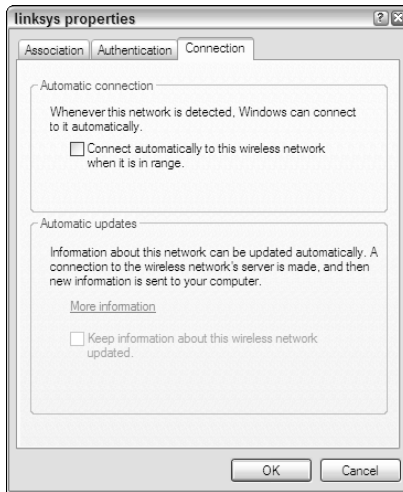 linksys properties
Association Authentication Connection
Automatic connection
Whenever this network is detected, Windows can connect
to it automatically.
Connect automatically to this wireless network
when it is in range.
Automatic updates
Information about this network can be updated automatically. A
connection to the wireless network's server is made, and then
new information is sent to your computer.
More information
Keep information about this wireless network
updated.
OK Cancel